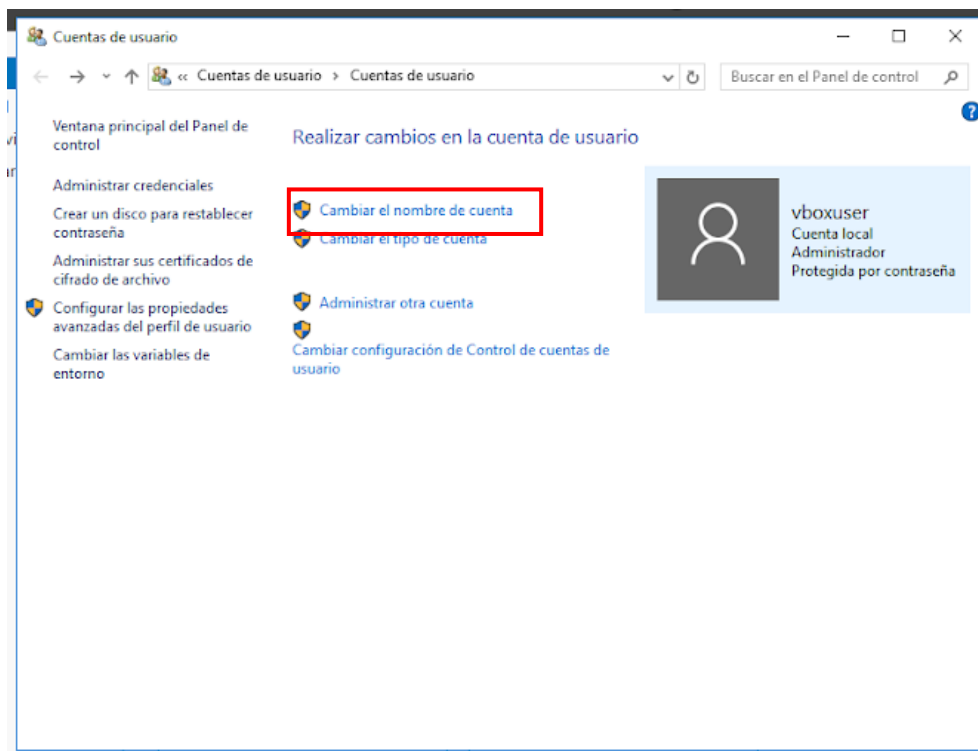 Cuentas de usuario
« Cuentas de usuario > Cuentas de usuario
Buscar en el Panel de control
?
Ventana principal del Panel de
control
Administrar credenciales
Crear un disco para restablecer
contraseña
Administrar sus certificados de
cifrado de archivo
Configurar las propiedades
avanzadas del perfil de usuario
Cambiar las variables de
entorno
Realizar cambios en la cuenta de usuario
Cambiar el nombre de cuenta
Cambiar el tipo de cuenta
Administrar otra cuenta
Cambiar configuración de Control de cuentas de
usuario
vboxuser
Cuenta local
Administrador
Protegida por contraseña